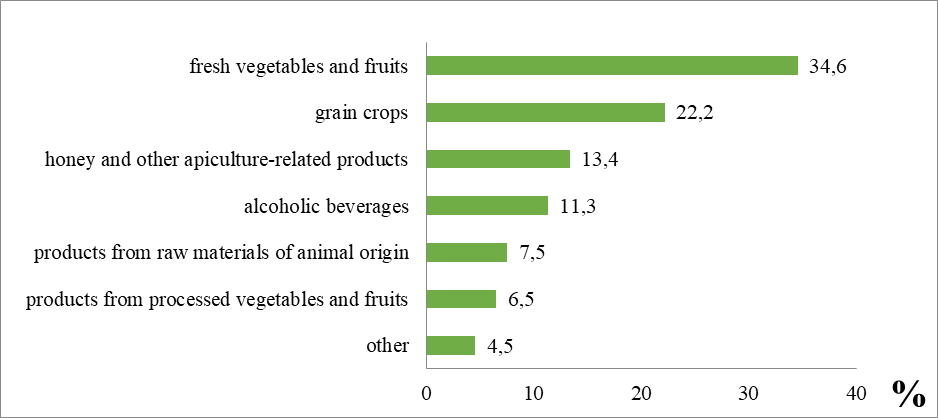 fresh vegetables and fruits 34,6
grain crops 22,2
honey and other apiculture-related products 13,4
alcoholic beverages 11,3
products from raw materials of animal origin 7,5
products from processed vegetables and fruits 6,5
other 4,5
0 10 20 30 40 %